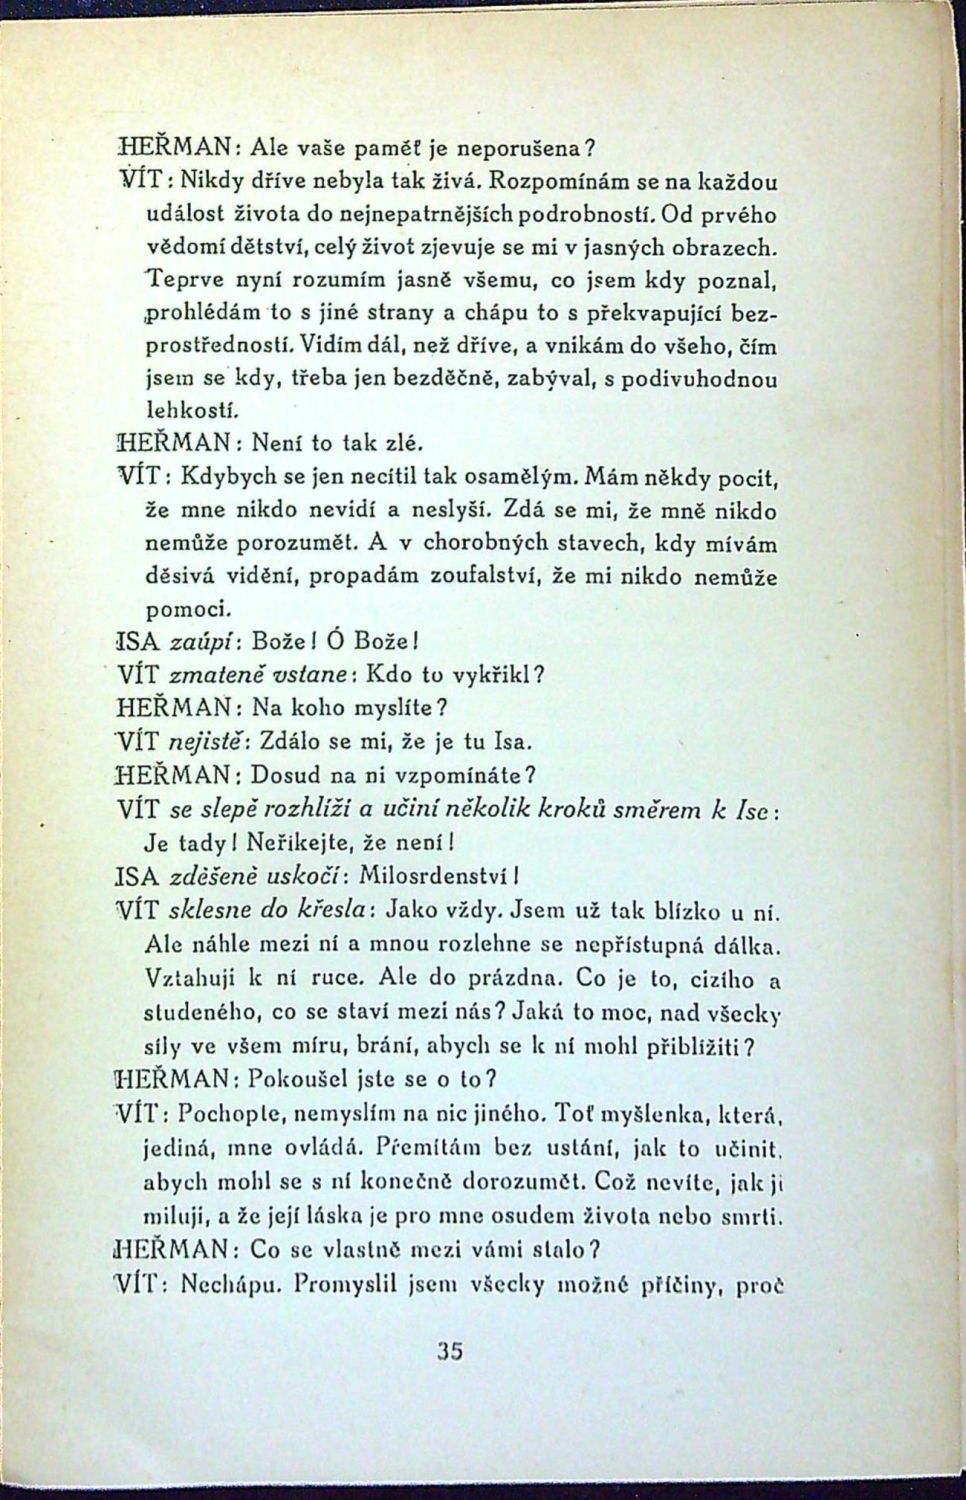 HEŘMAN: Ale vaše paměť je neporušena?
VÍT: Nikdy dříve nebyla tak živá. Rozpomínám se na každou
událost života do nejnepatrnějších podrobností. Od prvého
vědomí dětství, celý život zjevuje se mi v jasných obrazech.
Teprve nyní rozumím jasně všemu, co jsem kdy poznal,
prohlédám to s jiné strany a chápu to s překvapující bez-
prostředností. Vidím dál, než dříve, a vnikám do všeho, čím
jsem se kdy, třeba jen bezděčně, zabýval, s podivuhodnou
lehkostí.
HEŘMAN: Není to tak zlé.
VÍT: Kdybych se jen necítil tak osamělým. Mám někdy pocit,
že mne nikdo nevidí a neslyší. Zdá se mi, že mně nikdo
nemůže porozumět. A v chorobných stavech, kdy mívám
děsivá vidění, propadám zoufalství, že mi nikdo nemůže
pomoci.
ISA zaúpí: Bože! Ó Bože!
VÍT zmateně vstane: Kdo to vykřikl?
HEŘMAN: Na koho myslíte?
VÍT nejistě: Zdálo se mi, že je tu Isa.
HEŘMAN: Dosud na ni vzpomínáte?
VÍT se slepě rozhlíží a učiní několik kroků směrem k Ise:
Je tady! Neříkejte, že není!
ISA zděšeně uskočí: Milosrdenství!
VÍT sklesne do křesla: Jako vždy. Jsem už tak blízko u ní.
Ale náhle mezi ní a mnou rozlehne se nepřístupná dálka.
Vztahuji k ní ruce. Ale do prázdna. Co je to, cizího a
studeného, co se staví mezi nás? Jaká to moc, nad všecky
síly ve všem míru, brání, abych se k ní mohl přiblížiti?
HEŘMAN: Pokoušel jste se o to?
VÍT: Pochopte, nemyslím na nic jiného. Toť myšlenka, která,
jediná, mne ovládá. Přemítám bez ustání, jak to učinit,
abych mohl se s ní konečně dorozumět. Což nevíte, jak ji
miluji, a že její láska je pro mne osudem života nebo smrti.
HEŘMAN: Co se vlastně mezi vámi stalo?
VÍT: Nechápu. Promyslil jsem všecky možné příčiny, proč
35